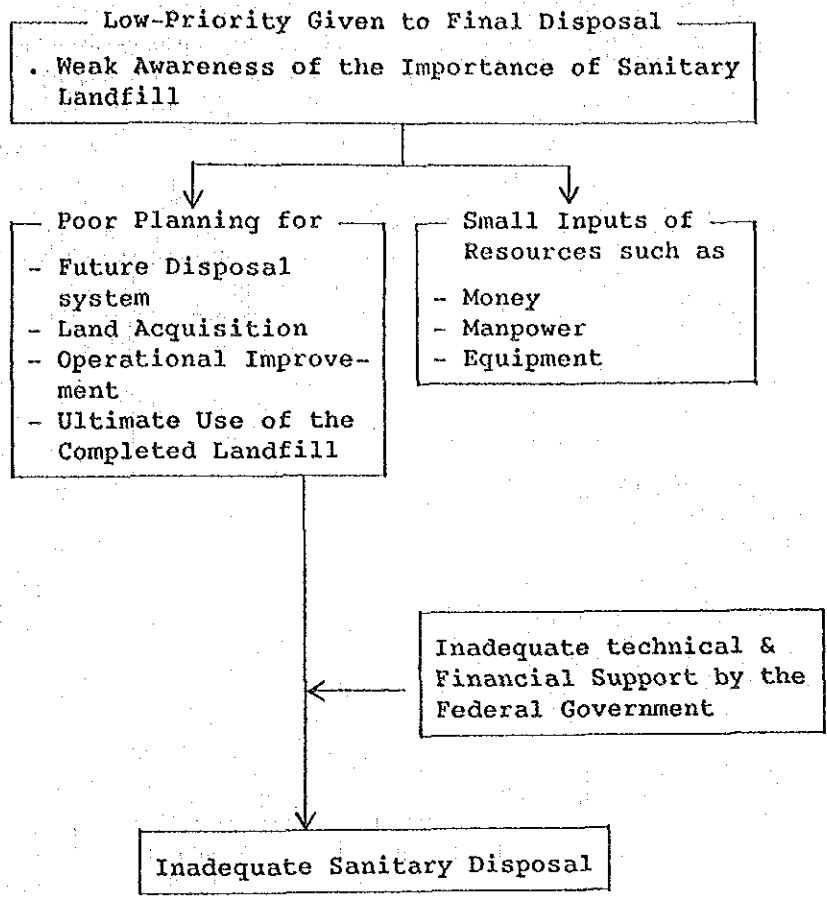 Low-Priority Given to Final Disposal
. Weak Awareness of the Importance of Sanitary
Landfill
Poor Planning for
- Future Disposal
system
- Land Acquisition
- Operational Improve-
ment
- Ultimate Use of the
Completed Landfill
Small Inputs of
Resources such as
- Money
- Manpower
- Equipment
Inadequate technical &
Financial Support by the
Federal Government
Inadequate Sanitary Disposal